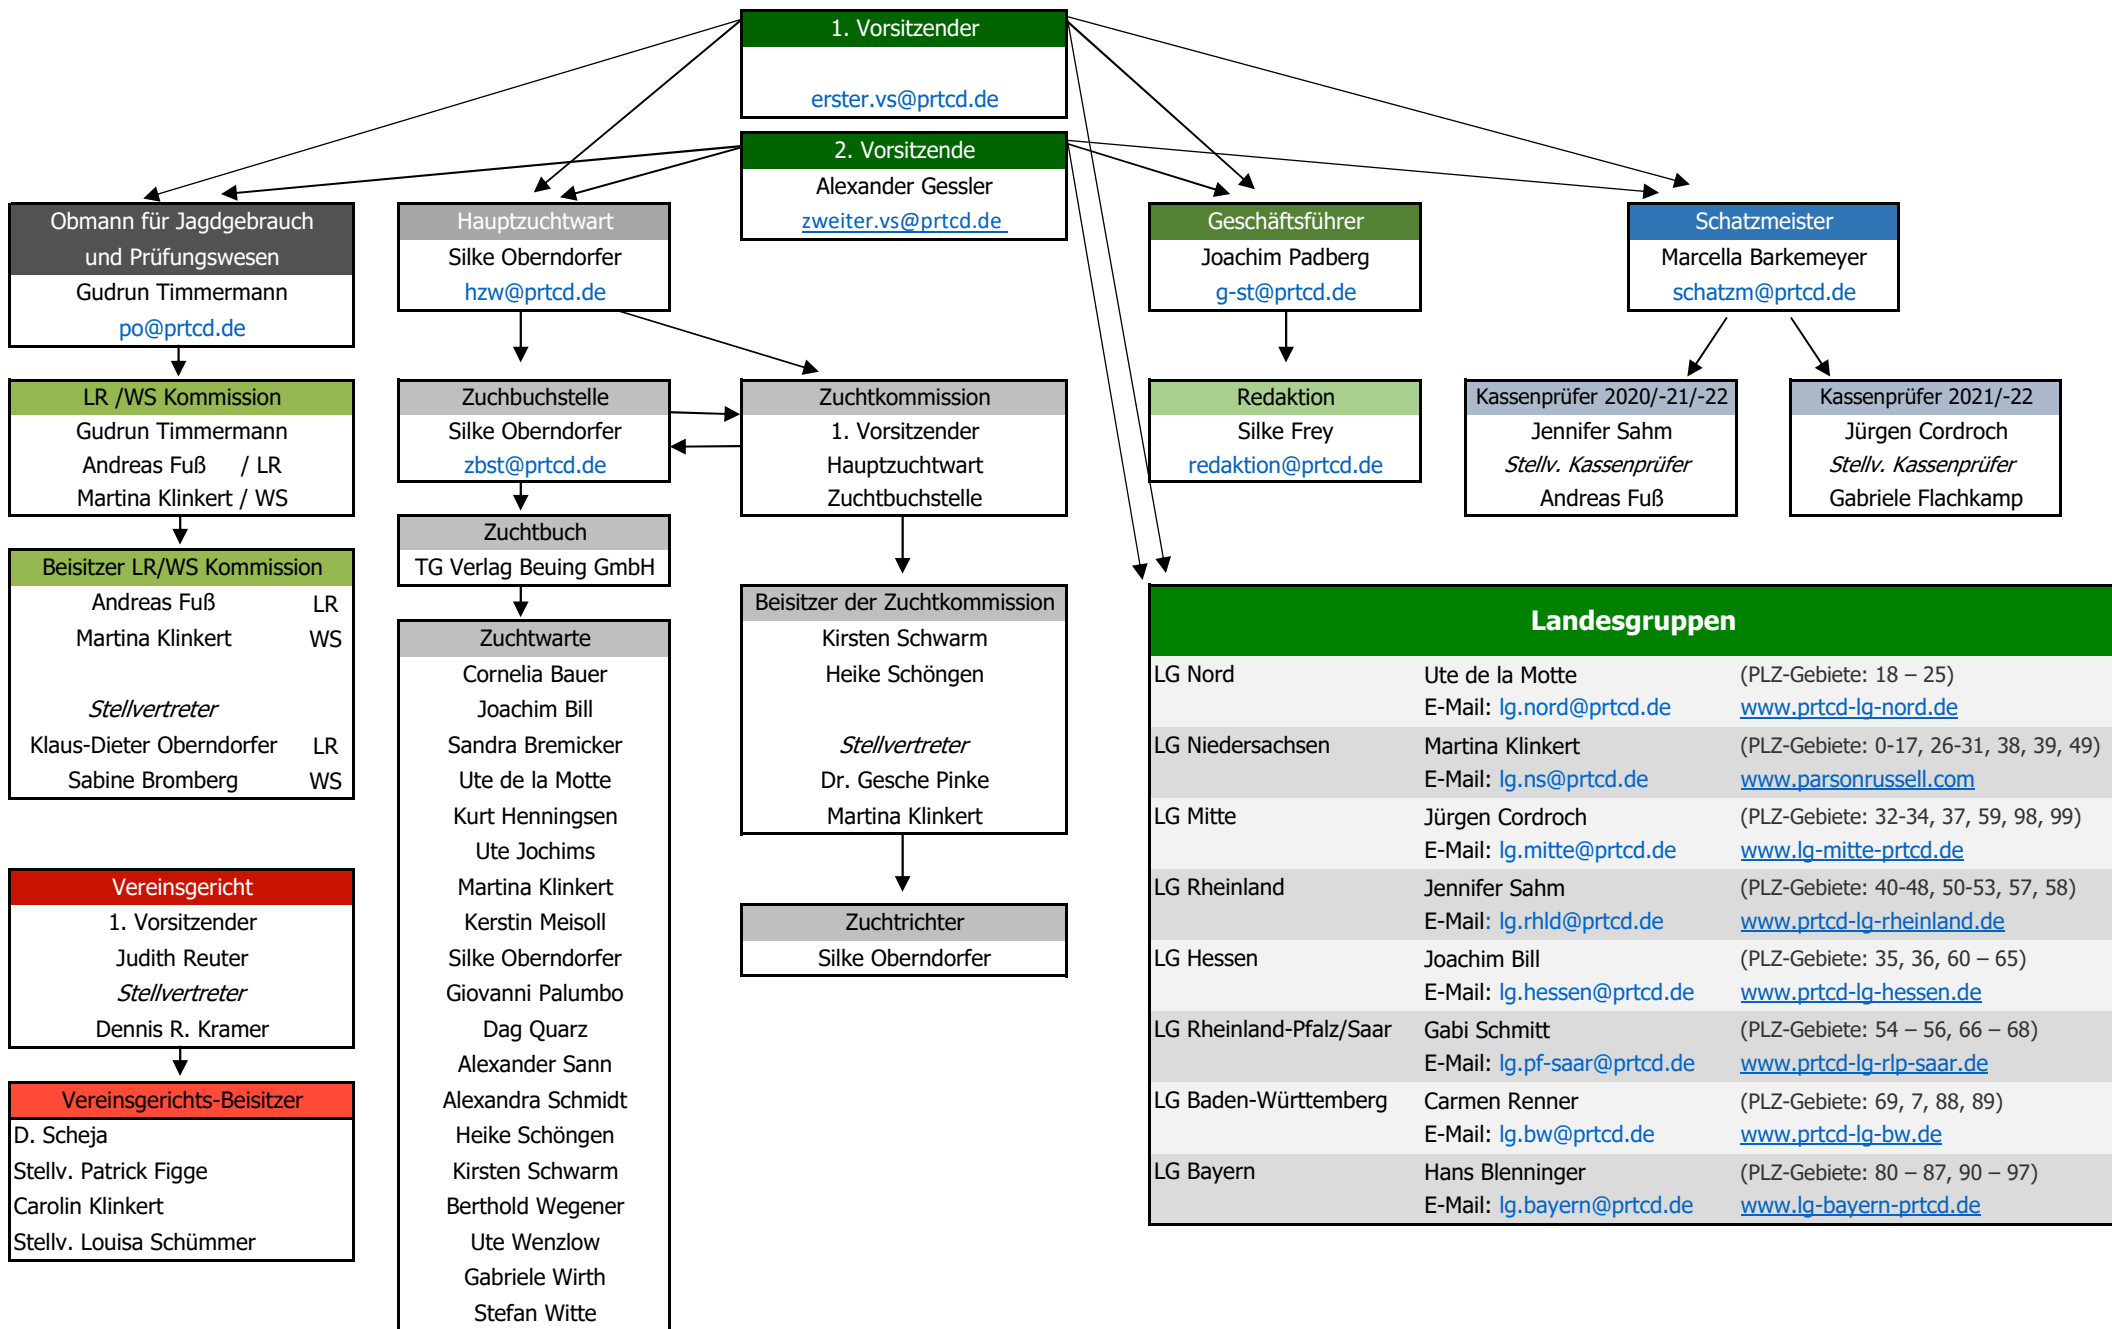 1. Vorsitzender
erster.vs@prtcd.de
2. Vorsitzende
Alexander Gessler
zweiter.vs@prtcd.de
Obmann für Jagdgebrauch
und Prüfungswesen
Gudrun Timmermann
po@prtcd.de
Hauptzuchtwart
Silke Oberndorfer
hzw@prtcd.de
Geschäftsführer
Joachim Padberg
g-st@prtcd.de
Schatzmeister
Marcella Barkemeyer
schatzm@prtcd.de
LR /WS Kommission
Gudrun Timmermann
Andreas Fuß / LR
Martina Klinkert / WS
Zuchbuchstelle
Silke Oberndorfer
zbst@prtcd.de
Zuchtkommission
1. Vorsitzender
Hauptzuchtwart
Zuchtbuchstelle
Redaktion
Silke Frey
redaktion@prtcd.de
Kassenprüfer 2020/-21/-22
Jennifer Sahm
Stellv. Kassenprüfer
Andreas Fuß
Kassenprüfer 2021/-22
Jürgen Cordroch
Stellv. Kassenprüfer
Gabriele Flachkamp
Beisitzer LR/WS Kommission
Andreas Fuß LR
Martina Klinkert WS
Stellvertreter
Klaus-Dieter Oberndorfer LR
Sabine Bromberg WS
Zuchtbuch
TG Verlag Beuing GmbH
Zuchtwarte
Cornelia Bauer
Joachim Bill
Sandra Bremicker
Ute de la Motte
Kurt Henningsen
Ute Jochims
Martina Klinkert
Kerstin Meisoll
Silke Oberndorfer
Giovanni Palumbo
Dag Quarz
Alexander Sann
Alexandra Schmidt
Heike Schöngen
Kirsten Schwarm
Berthold Wegener
Ute Wenzlow
Gabriele Wirth
Stefan Witte
Beisitzer der Zuchtkommission
Kirsten Schwarm
Heike Schöngen
Stellvertreter
Dr. Gesche Pinke
Martina Klinkert
Zuchtrichter
Silke Oberndorfer
Vereinsgericht
1. Vorsitzender
Judith Reuter
Stellvertreter
Dennis R. Kramer
Vereinsgerichts-Beisitzer
D. Scheja
Stellv. Patrick Figge
Carolin Klinkert
Stellv. Louisa Schümmer
Landesgruppen
LG Nord Ute de la Motte (PLZ-Gebiete: 18 – 25)
E-Mail: lg.nord@prtcd.de www.prtcd-lg-nord.de
LG Niedersachsen Martina Klinkert (PLZ-Gebiete: 0-17, 26-31, 38, 39, 49)
E-Mail: lg.ns@prtcd.de www.parsonrussell.com
LG Mitte Jürgen Cordroch (PLZ-Gebiete: 32-34, 37, 59, 98, 99)
E-Mail: lg.mitte@prtcd.de www.lg-mitte-prtcd.de
LG Rheinland Jennifer Sahm (PLZ-Gebiete: 40-48, 50-53, 57, 58)
E-Mail: lg.rhld@prtcd.de www.prtcd-lg-rheinland.de
LG Hessen Joachim Bill (PLZ-Gebiete: 35, 36, 60 – 65)
E-Mail: lg.hessen@prtcd.de www.prtcd-lg-hessen.de
LG Rheinland-Pfalz/Saar Gabi Schmitt (PLZ-Gebiete: 54 – 56, 66 – 68)
E-Mail: lg.pf-saar@prtcd.de www.prtcd-lg-rlp-saar.de
LG Baden-Württemberg Carmen Renner (PLZ-Gebiete: 69, 7, 88, 89)
E-Mail: lg.bw@prtcd.de www.prtcd-lg-bw.de
LG Bayern Hans Blenninger (PLZ-Gebiete: 80 – 87, 90 – 97)
E-Mail: lg.bayern@prtcd.de www.lg-bayern-prtcd.de